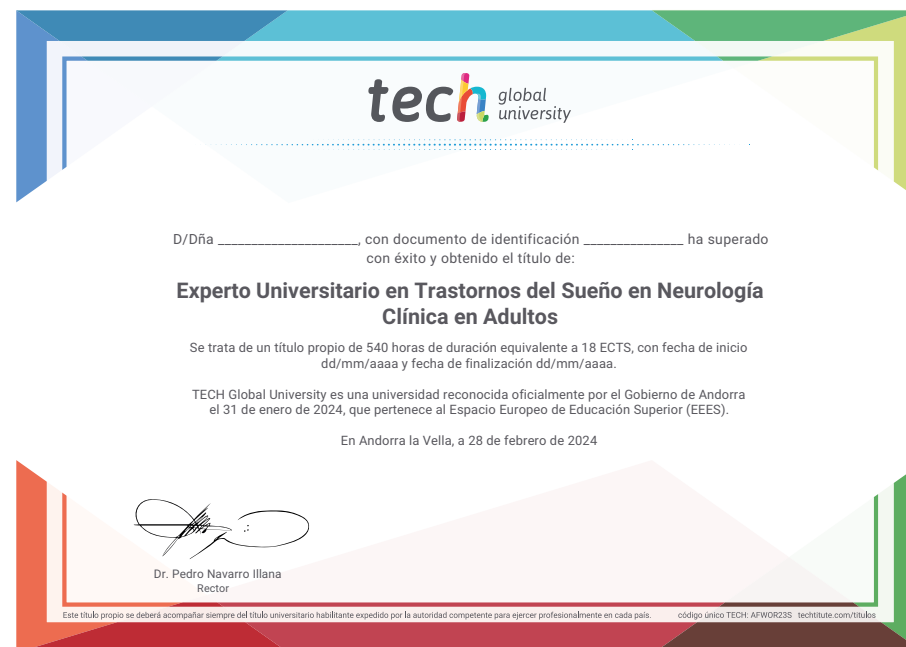 tech global
university
D/Dña _____________________, con documento de identificación _______________ ha superado
con éxito y obtenido el título de:
Experto Universitario en Trastornos del Sueño en Neurología
Clínica en Adultos
Se trata de un título propio de 540 horas de duración equivalente a 18 ECTS, con fecha de inicio
dd/mm/aaaa y fecha de finalización dd/mm/aaaa.
TECH Global University es una universidad reconocida oficialmente por el Gobierno de Andorra
el 31 de enero de 2024, que pertenece al Espacio Europeo de Educación Superior (EEES).
En Andorra la Vella, a 28 de febrero de 2024
Dr. Pedro Navarro Illana
Rector
Este título propio se deberá acompañar siempre del título universitario habilitante expedido por la autoridad competente para ejercer profesionalmente en cada país. código único TECH: AFWOR23S techtitute.com/titulos